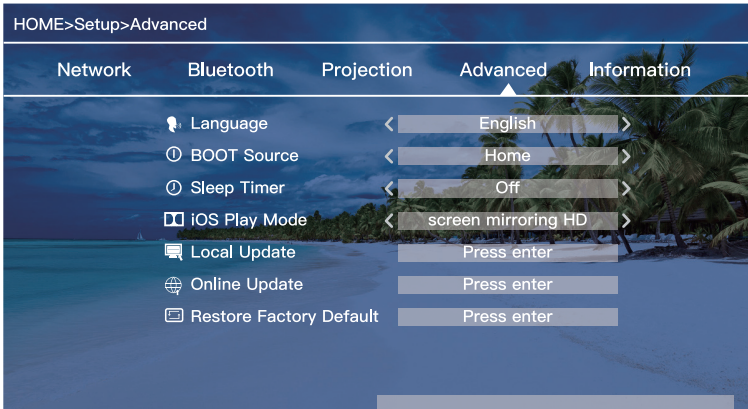 HOME>Setup>Advanced
Network Bluetooth Projection Advanced Information
Language English
BOOT Source Home
Sleep Timer Off
iOS Play Mode screen mirroring HD
Local Update Press enter
Online Update Press enter
Restore Factory Default Press enter